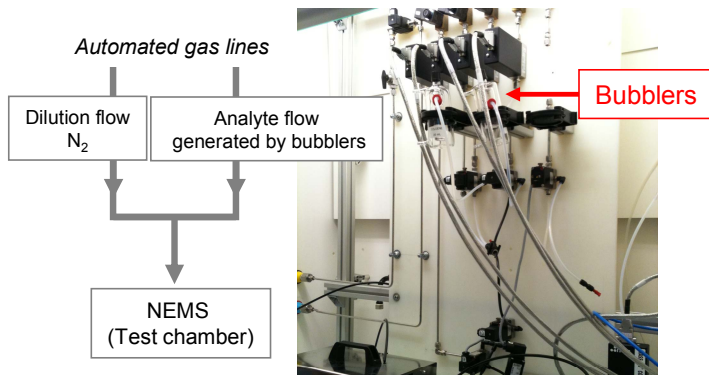 Automated gas lines
Dilution flow
N₂
Analyte flow
generated by bubblers
Bubblers
NEMS
(Test chamber)